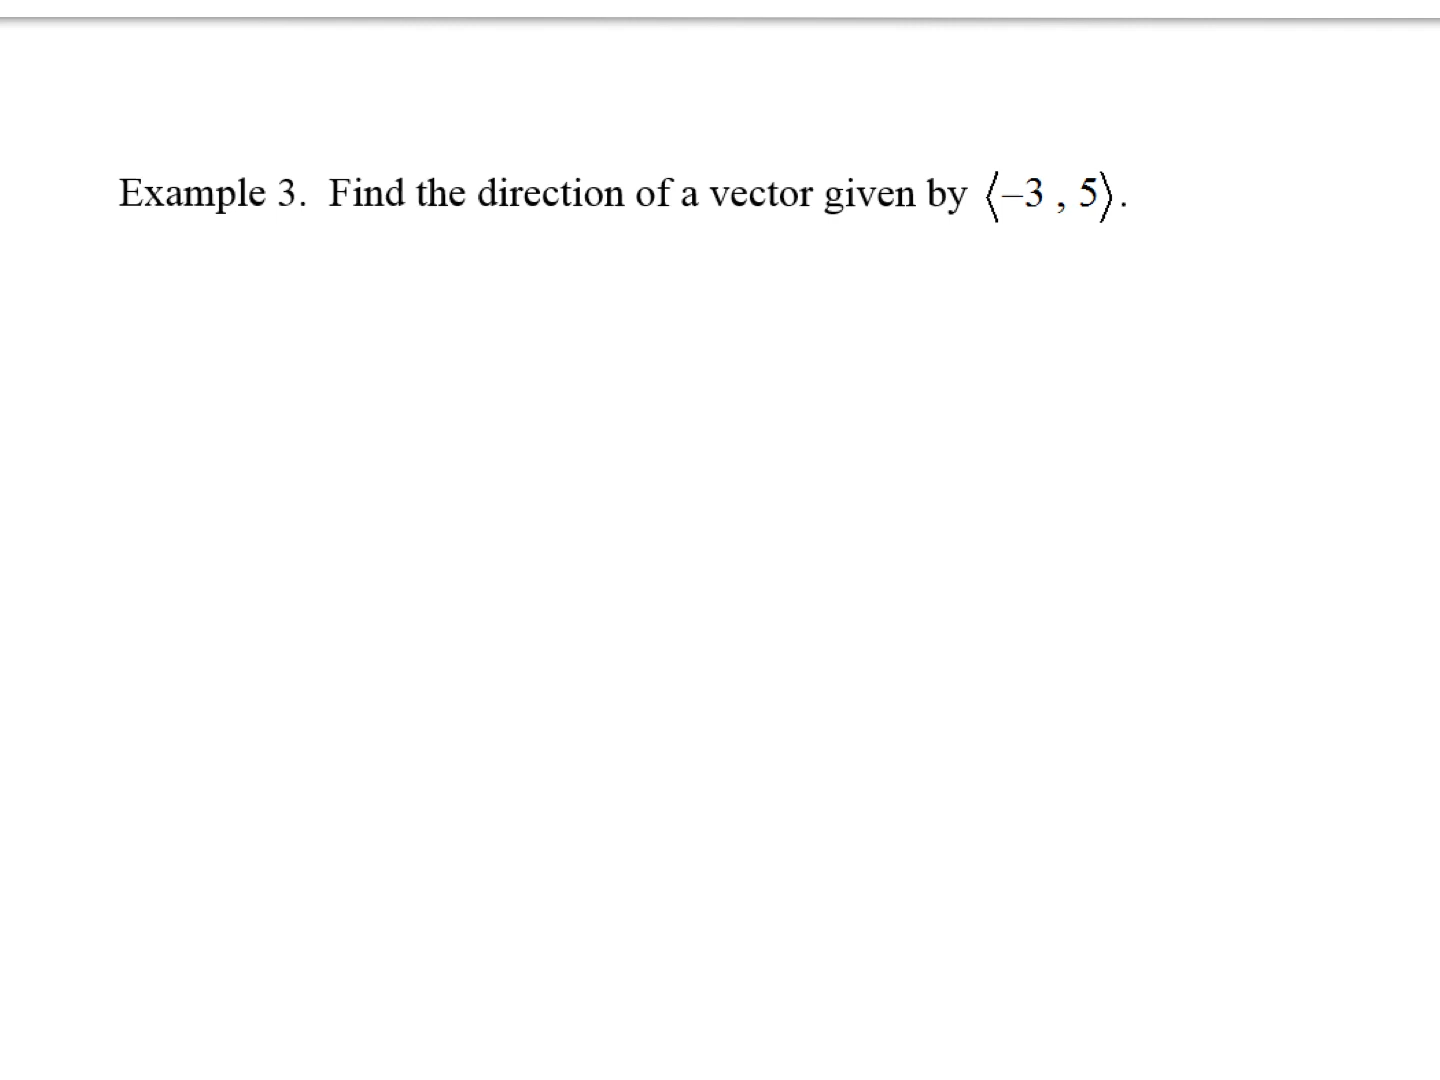 Example 3.  Find the direction of a vector given by ⟨–3 , 5⟩.